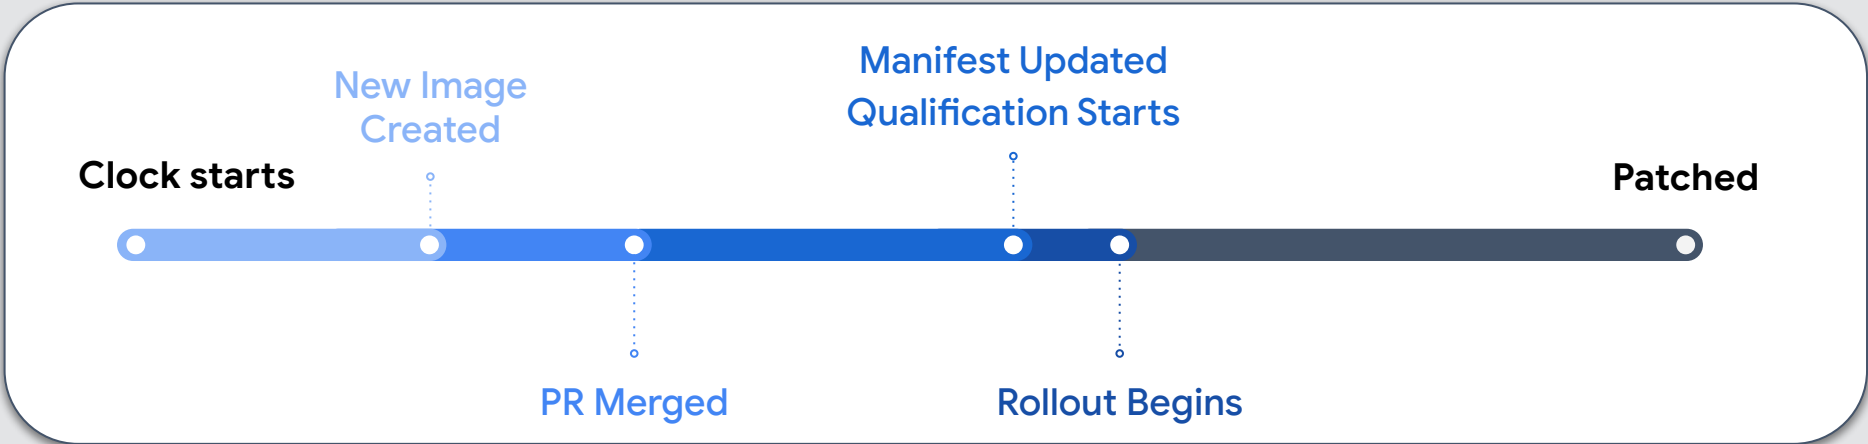 Clock starts
New Image
Created
PR Merged
Manifest Updated
Qualification Starts
Rollout Begins
Patched